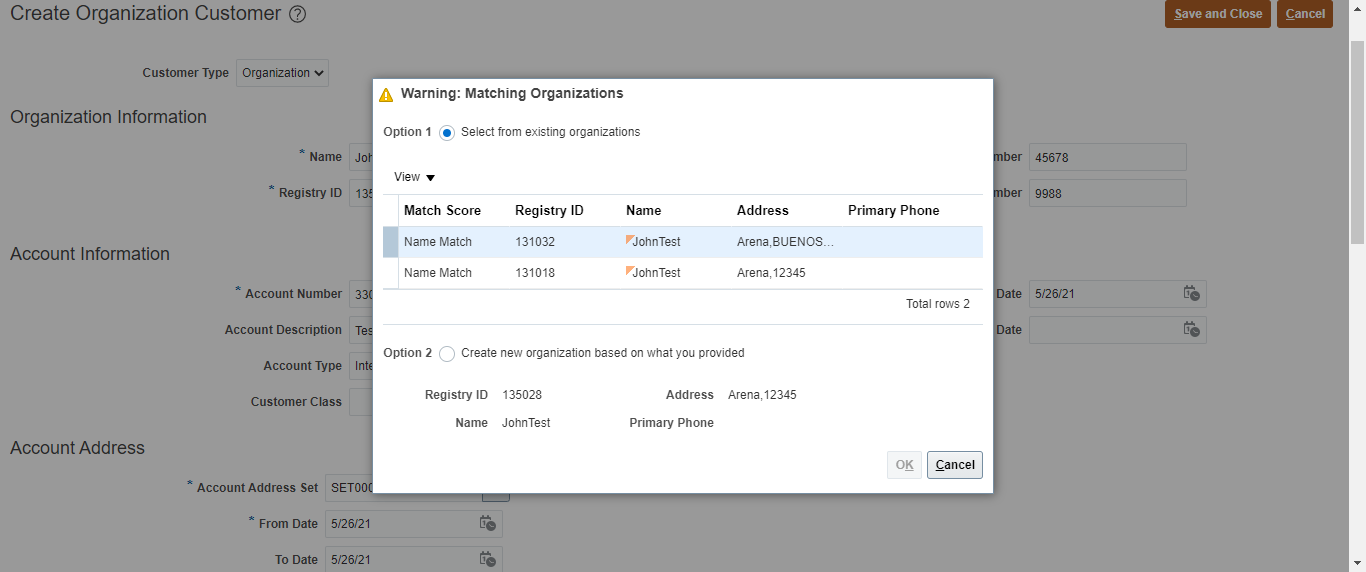 Create Organization Customer ?
Save and Close Cancel
Customer Type Organization
Warning: Matching Organizations
Organization Information
Option 1 Select from existing organizations
* Name Joh
mber 45678
View
* Registry ID 135
mber 9988
Match Score Registry ID Name Address Primary Phone
Name Match 131032 JohnTest Arena,BUENOS...
Account Information
Name Match 131018 JohnTest Arena,12345
* Account Number 330
Date 5/26/21
Total rows 2
Account Description Tes
Date
Option 2 Create new organization based on what you provided
Account Type Inte
Registry ID 135028 Address Arena,12345
Customer Class
Name JohnTest Primary Phone
Account Address
OK Cancel
* Account Address Set SET000
* From Date 5/26/21
To Date 5/26/21